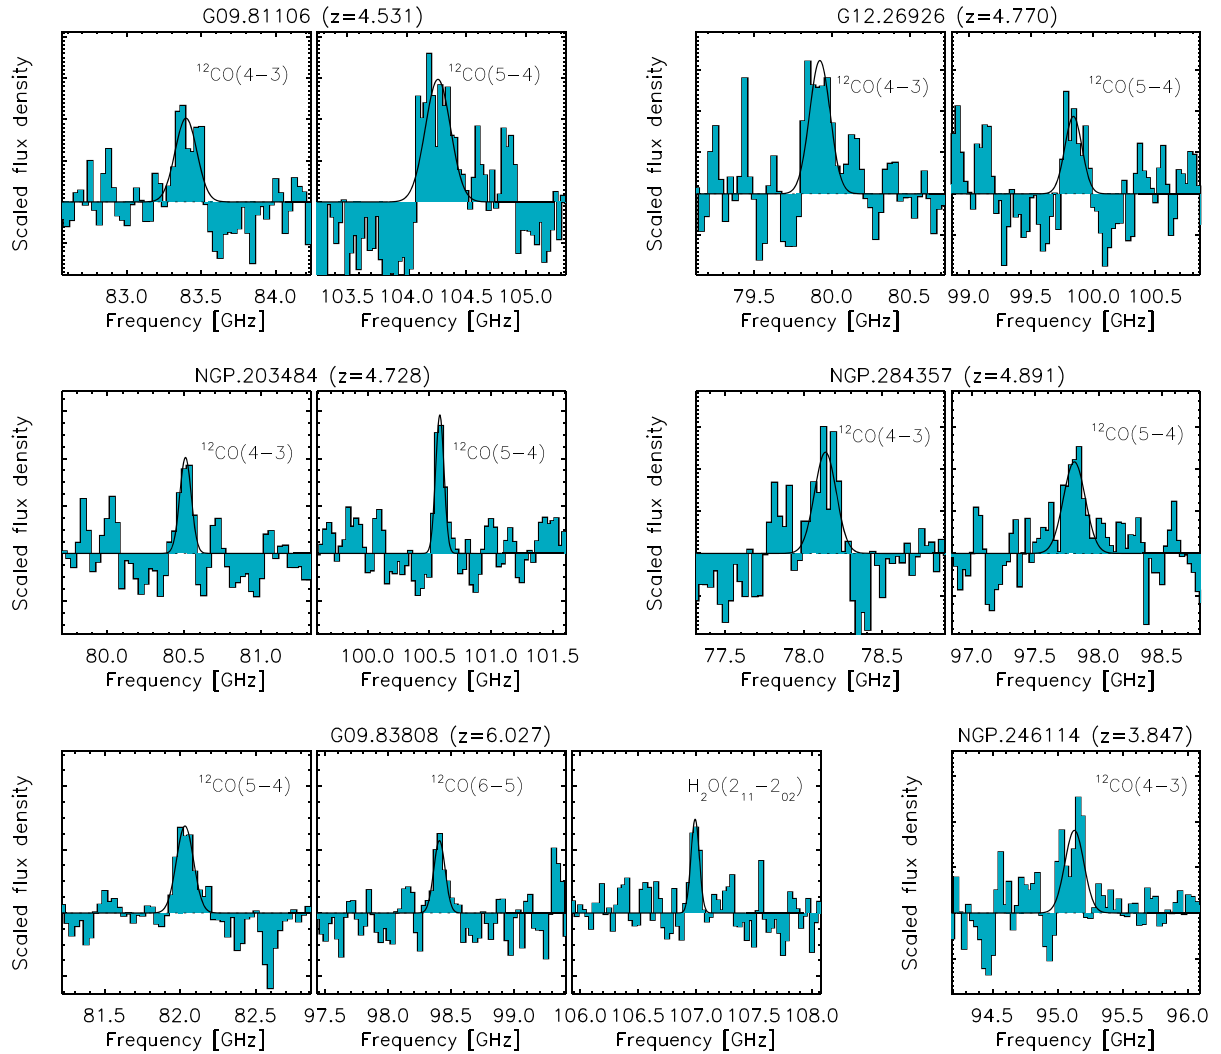 G09.81106 (z=4.531)
G12.26926 (z=4.770)
Scaled flux density
¹²CO(4−3)
¹²CO(5−4)
Scaled flux density
¹²CO(4−3)
¹²CO(5−4)
83.0 83.5 84.0
103.5 104.0 104.5 105.0
79.5 80.0 80.5
99.0 99.5 100.0 100.5
Frequency [GHz]
Frequency [GHz]
Frequency [GHz]
Frequency [GHz]
NGP.203484 (z=4.728)
NGP.284357 (z=4.891)
Scaled flux density
¹²CO(4−3)
¹²CO(5−4)
Scaled flux density
¹²CO(4−3)
¹²CO(5−4)
80.0 80.5 81.0
100.0 100.5 101.0 101.5
77.5 78.0 78.5
97.0 97.5 98.0 98.5
Frequency [GHz]
Frequency [GHz]
Frequency [GHz]
Frequency [GHz]
G09.83808 (z=6.027)
NGP.246114 (z=3.847)
Scaled flux density
¹²CO(5−4)
¹²CO(6−5)
H₂O(2₁₁−2₀₂)
Scaled flux density
¹²CO(4−3)
81.5 82.0 82.5
97.5 98.0 98.5 99.0
106.0 106.5 107.0 107.5 108.0
94.5 95.0 95.5 96.0
Frequency [GHz]
Frequency [GHz]
Frequency [GHz]
Frequency [GHz]